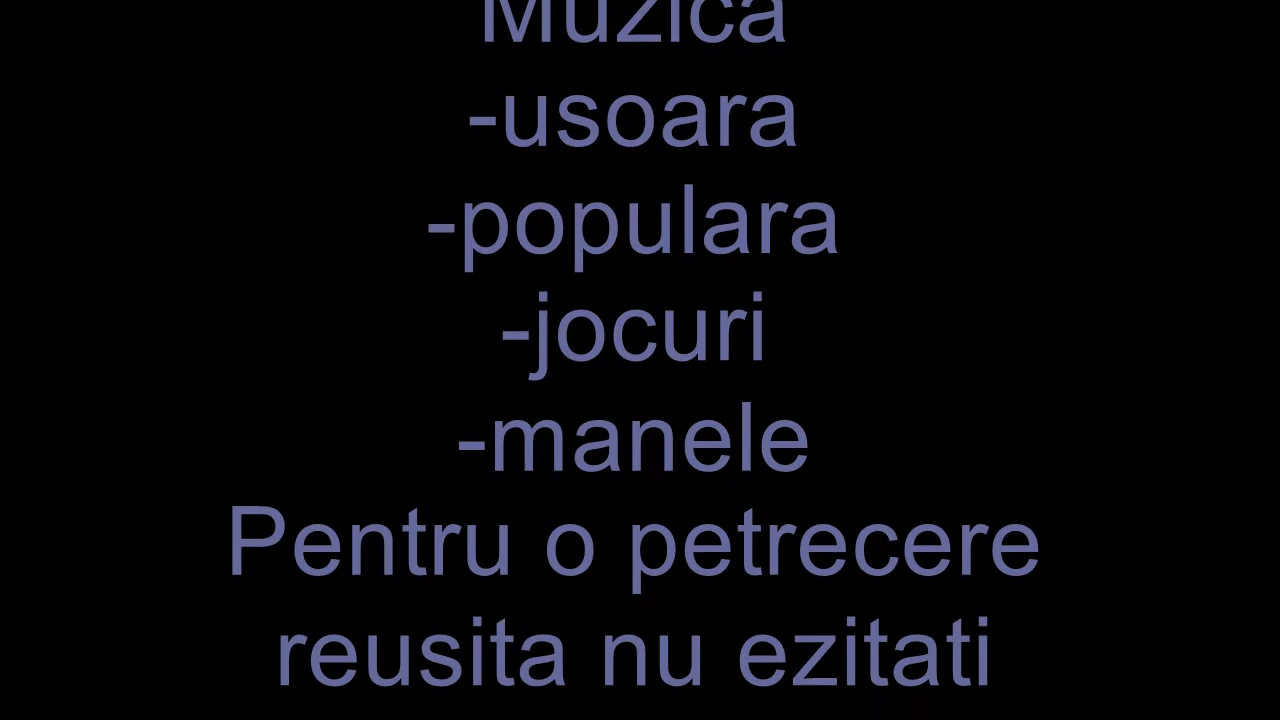 Muzica
-usoara
-populara
-jocuri
-manele
Pentru o petrecere
reusita nu ezitati